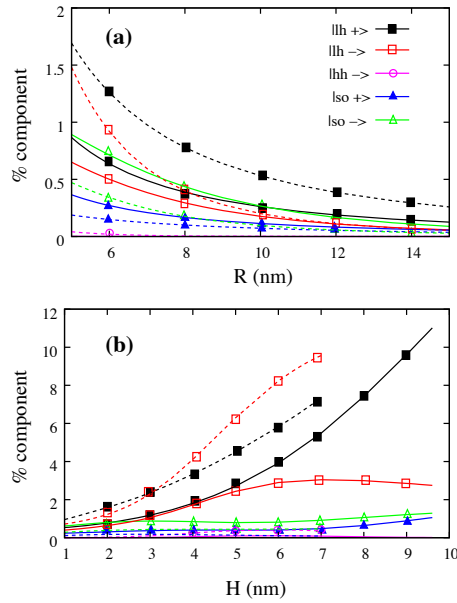 2
1.5
1
0.5
0
% component
(a)
|lh +>
|lh −>
|hh −>
|so +>
|so −>
6 8 10 12 14
R (nm)
12
10
8
6
4
2
0
% component
(b)
1 2 3 4 5 6 7 8 9 10
H (nm)